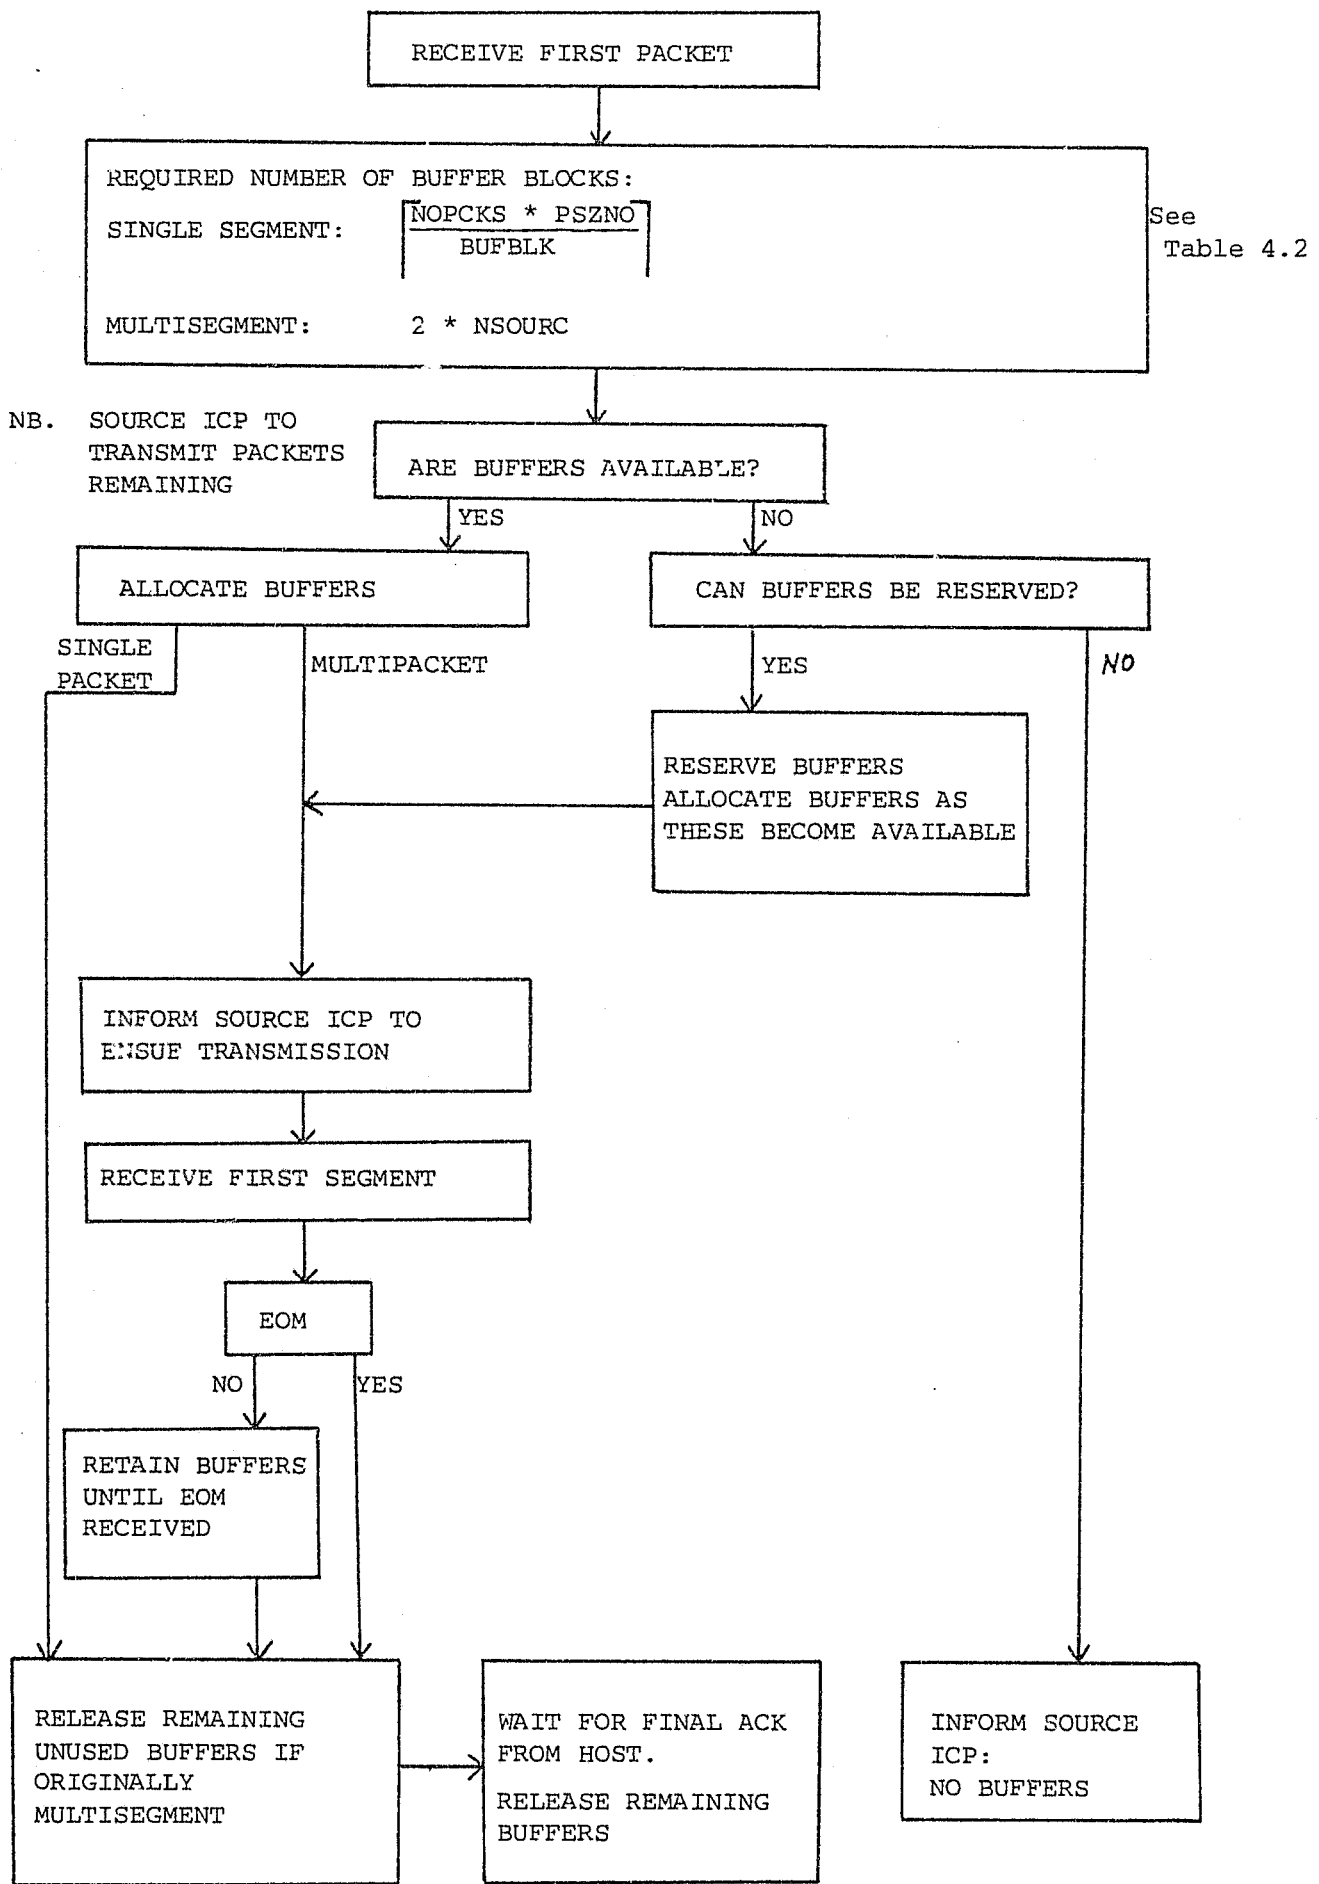 RECEIVE FIRST PACKET
REQUIRED NUMBER OF BUFFER BLOCKS:
SINGLE SEGMENT: ⌈NOPCKS * PSZNO
BUFBLK⌉
See
Table 4.2
MULTISEGMENT: 2 * NSOURC
NB. SOURCE ICP TO
TRANSMIT PACKETS
REMAINING
ARE BUFFERS AVAILABLE?
YES
NO
ALLOCATE BUFFERS
CAN BUFFERS BE RESERVED?
SINGLE
PACKET
MULTIPACKET
YES
NO
RESERVE BUFFERS
ALLOCATE BUFFERS AS
THESE BECOME AVAILABLE
INFORM SOURCE ICP TO
TRANSMISSION
RECEIVE FIRST SEGMENT
EOM
NO
YES
RETAIN BUFFERS
UNTIL EOM
RECEIVED
RELEASE REMAINING
UNUSED BUFFERS IF
ORIGINALLY
MULTISEGMENT
WAIT FOR FINAL ACK
FROM HOST.
RELEASE REMAINING
BUFFERS
INFORM SOURCE
ICP:
NO BUFFERS